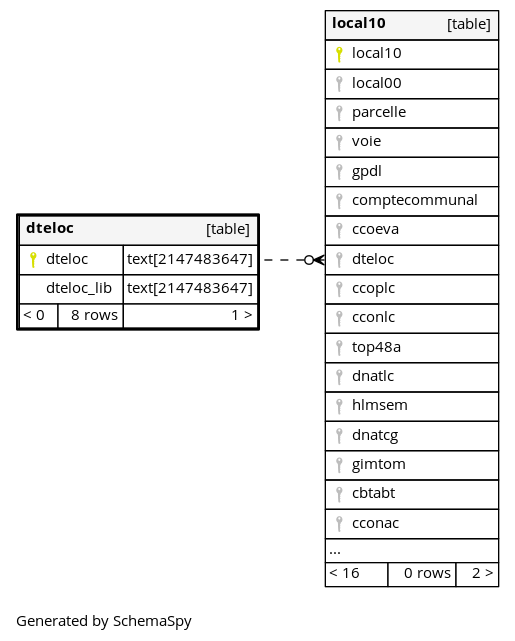 dteloc [table]
dteloc text[2147483647]
dteloc_lib text[2147483647]
< 0 8 rows 1 >
local10 [table]
local10
local00
parcelle
voie
gpdl
comptecommunal
ccoeva
dteloc
ccoplc
cconlc
top48a
dnatlc
hlmsem
dnatcg
gimtom
cbtabt
cconac
...
< 16 0 rows 2 >
Generated by SchemaSpy